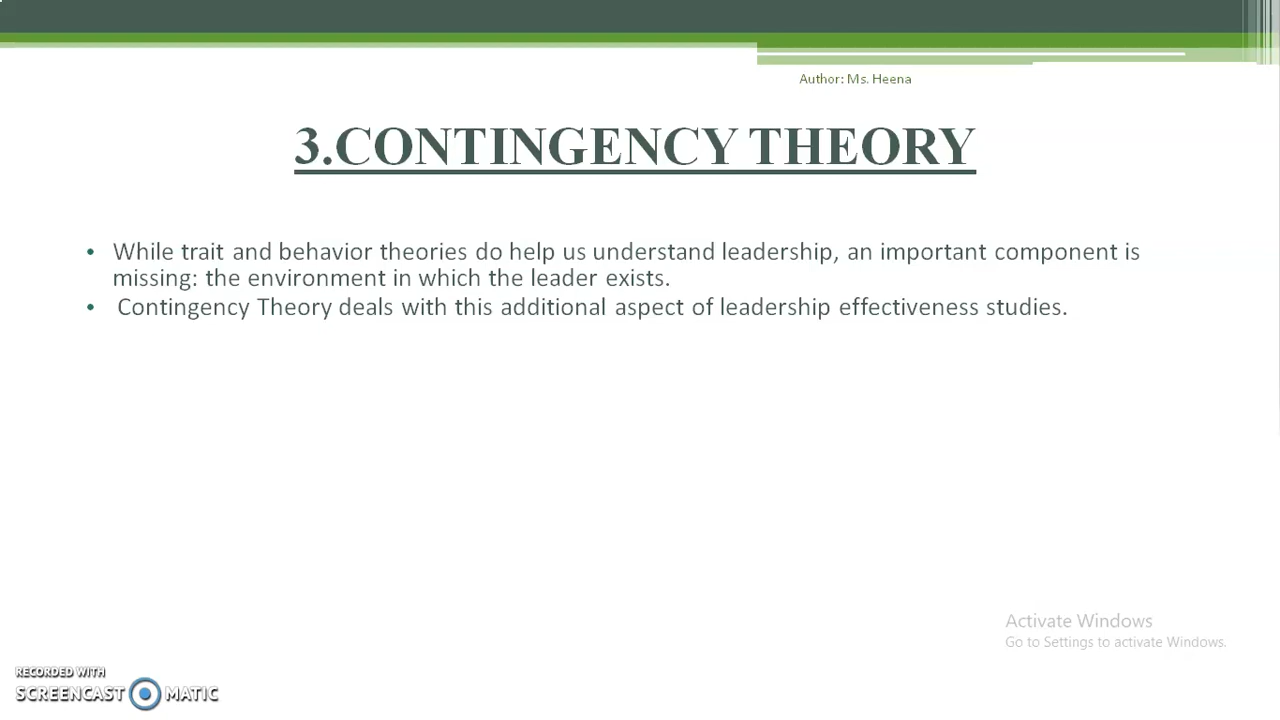 Author: Ms. Heena
3.CONTINGENCY THEORY
• While trait and behavior theories do help us understand leadership, an important component is
missing: the environment in which the leader exists.
• Contingency Theory deals with this additional aspect of leadership effectiveness studies.
Activate Windows
Go to Settings to activate Windows.
RECORDED WITH
SCREENCAST MATIC